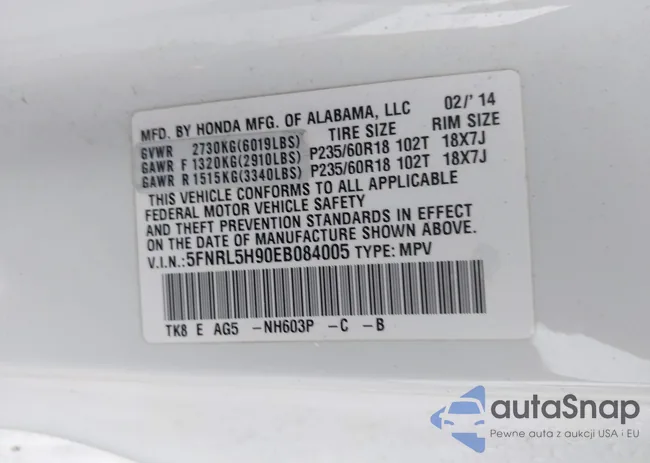 MFD. BY HONDA MFG. OF ALABAMA, LLC 02/'14
TIRE SIZE RIM SIZE
GVWR 2730KG(6019LBS)
GAWR F 1320KG(2910LBS) P235/60R18 102T 18X7J
GAWR R 1515KG(3340LBS) P235/60R18 102T 18X7J
THIS VEHICLE CONFORMS TO ALL APPLICABLE
FEDERAL MOTOR VEHICLE SAFETY
AND THEFT PREVENTION STANDARDS IN EFFECT
ON THE DATE OF MANUFACTURE SHOWN ABOVE.
V.I.N.:5FNRL5H90EB084005 TYPE: MPV
TK8 E AG5 -NH603P -C -B
autoSnap
Pewne auta z aukcji USA i EU